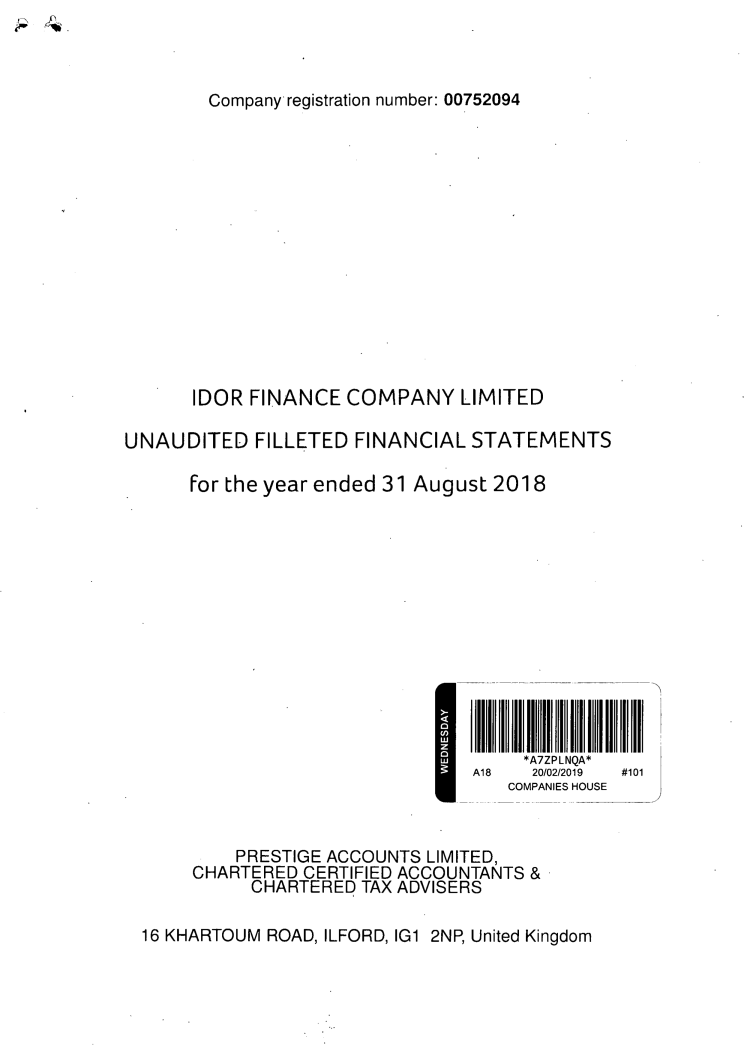 Company registration number: 00752094
IDOR FINANCE COMPANY LIMITED
UNAUDITED FILLETED FINANCIAL STATEMENTS
for the year ended 31 August 2018
WEDNESDAY
*A7ZPLNQA*
A18 20/02/2019 #101
COMPANIES HOUSE
PRESTIGE ACCOUNTS LIMITED,
CHARTERED CERTIFIED ACCOUNTANTS &
CHARTERED TAX ADVISERS
16 KHARTOUM ROAD, ILFORD, IG1 2NP, United Kingdom